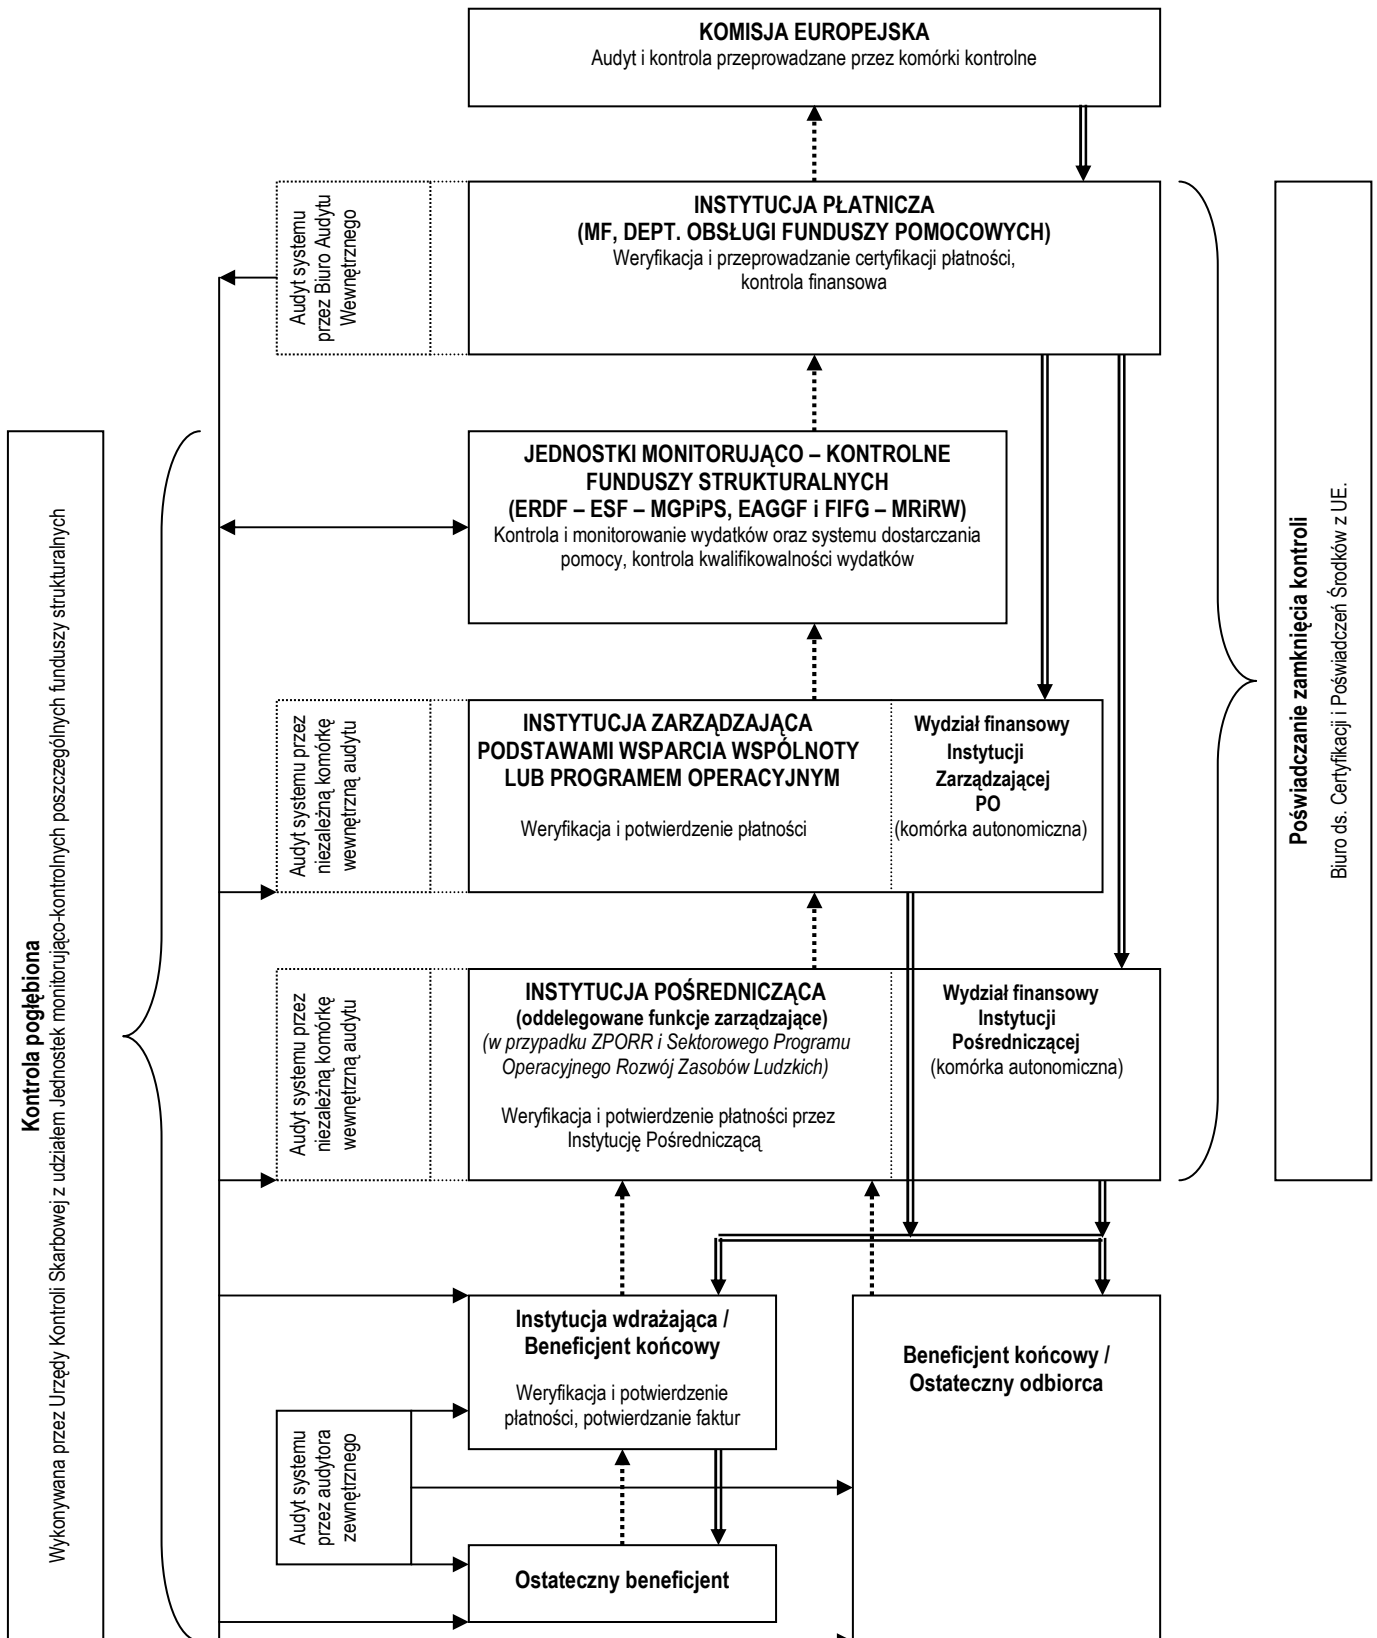 KOMISJA EUROPEJSKA
Audyt i kontrola przeprowadzane przez komórki kontrolne
Audyt systemu
przez Biuro Audytu
Wewnętrznego
INSTYTUCJA PŁATNICZA
(MF, DEPT. OBSŁUGI FUNDUSZY POMOCOWYCH)
Weryfikacja i przeprowadzanie certyfikacji płatności,
kontrola finansowa
JEDNOSTKI MONITORUJĄCO – KONTROLNE
FUNDUSZY STRUKTURALNYCH
(ERDF – ESF – MGPiPS, EAGGF i FIFG – MRiRW)
Kontrola i monitorowanie wydatków oraz systemu dostarczania
pomocy, kontrola kwalifikowalności wydatków
Kontrola pogłębiona
Wykonywana przez Urzędy Kontroli Skarbowej z udziałem Jednostek monitorująco-kontrolnych poszczególnych funduszy strukturalnych
Poświadczanie zamknięcia kontroli
Biuro ds. Certyfikacji i Poświadczeń Środków z UE.
Audyt systemu przez
niezależną komórkę
wewnętrzną audytu
INSTYTUCJA ZARZĄDZAJĄCA
PODSTAWAMI WSPARCIA WSPÓLNOTY
LUB PROGRAMEM OPERACYJNYM
Weryfikacja i potwierdzenie płatności
Wydział finansowy
Instytucji
Zarządzającej
PO
(komórka autonomiczna)
Audyt systemu przez
niezależną komórkę
wewnętrzną audytu
INSTYTUCJA POŚREDNICZĄCA
(oddelegowane funkcje zarządzające)
(w przypadku ZPORR i Sektorowego Programu
Operacyjnego Rozwój Zasobów Ludzkich)
Weryfikacja i potwierdzenie płatności przez
Instytucję Pośredniczącą
Wydział finansowy
Instytucji
Pośredniczącej
(komórka autonomiczna)
Instytucja wdrażająca /
Beneficjent końcowy
Weryfikacja i potwierdzenie
płatności, potwierdzanie faktur
Beneficjent końcowy /
Ostateczny odbiorca
Audyt systemu
przez audytora
zewnętrznego
Ostateczny beneficjent